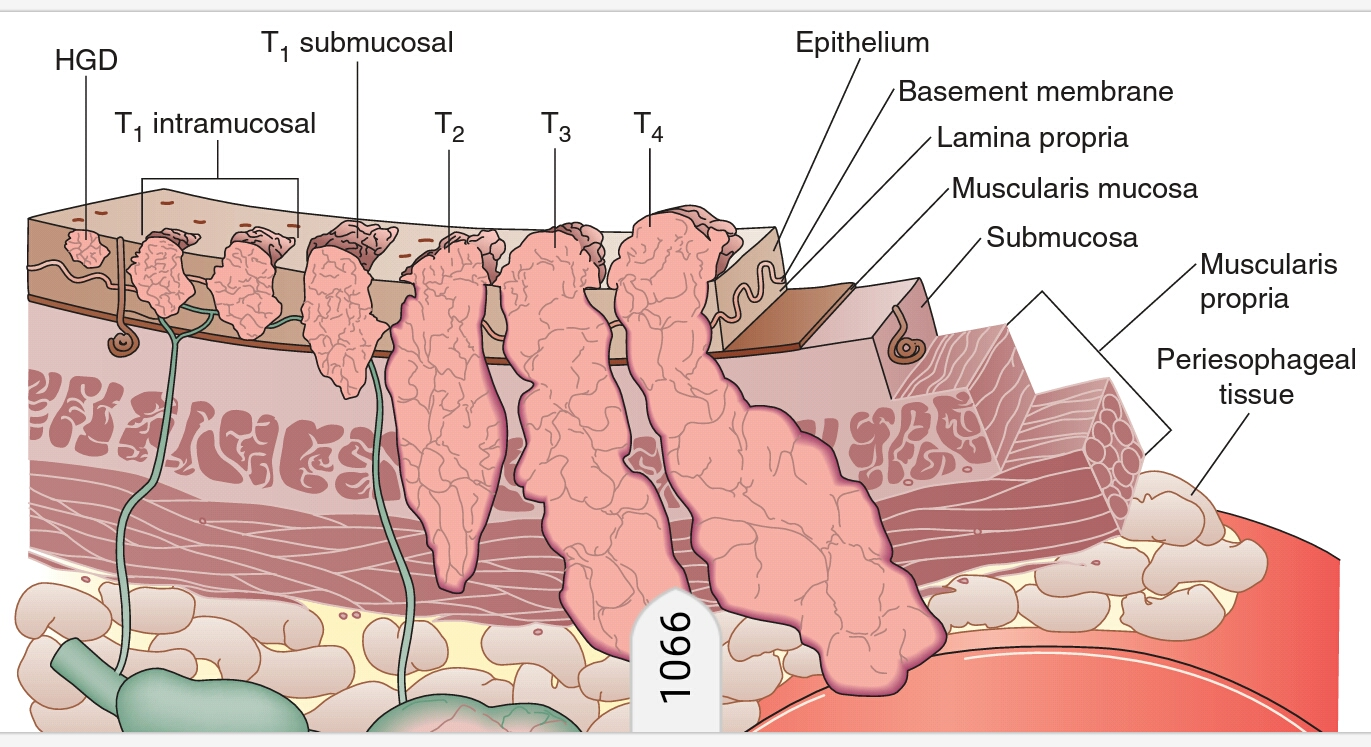 HGD
T1 submucosal
T1 intramucosal
T2
T3
T4
Epithelium
Basement membrane
Lamina propria
Muscularis mucosa
Submucosa
Muscularis
propria
Periesophageal
tissue
1066